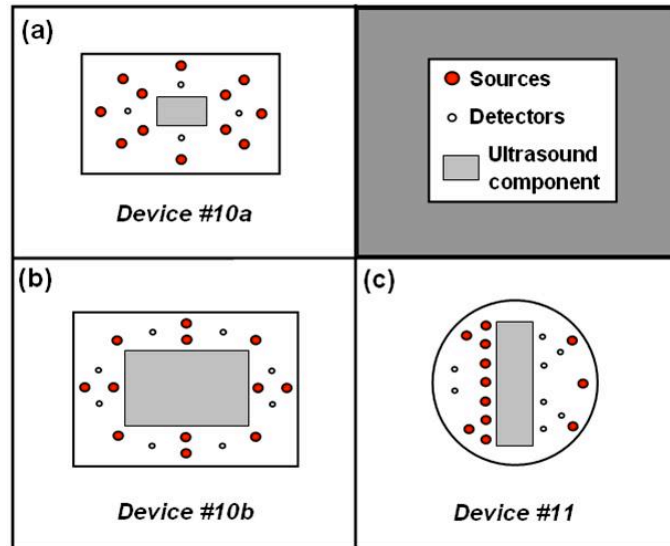 (a)
Device #10a
Sources
Detectors
Ultrasound
component
(b)
Device #10b
(c)
Device #11